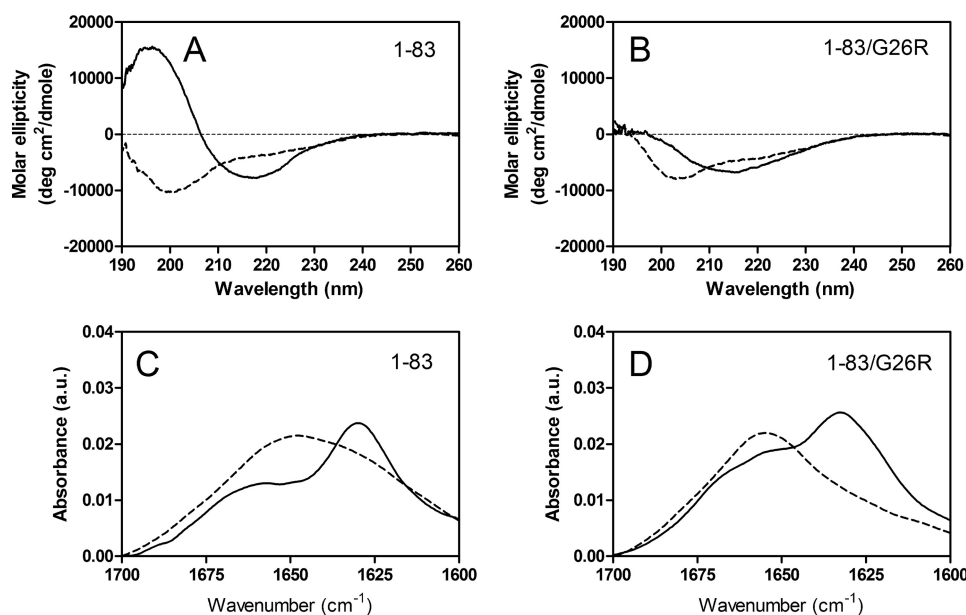 A
1-83
Molar ellipticity
(deg cm²/dmole)
20000
10000
0
-10000
-20000
190 200 210 220 230 240 250 260
Wavelength (nm)
B
1-83/G26R
Molar ellipticity
(deg cm²/dmole)
20000
10000
0
-10000
-20000
190 200 210 220 230 240 250 260
Wavelength (nm)
C
1-83
Absorbance (a.u.)
0.04
0.03
0.02
0.01
0.00
1700 1675 1650 1625 1600
Wavenumber (cm⁻¹)
D
1-83/G26R
Absorbance (a.u.)
0.04
0.03
0.02
0.01
0.00
1700 1675 1650 1625 1600
Wavenumber (cm⁻¹)